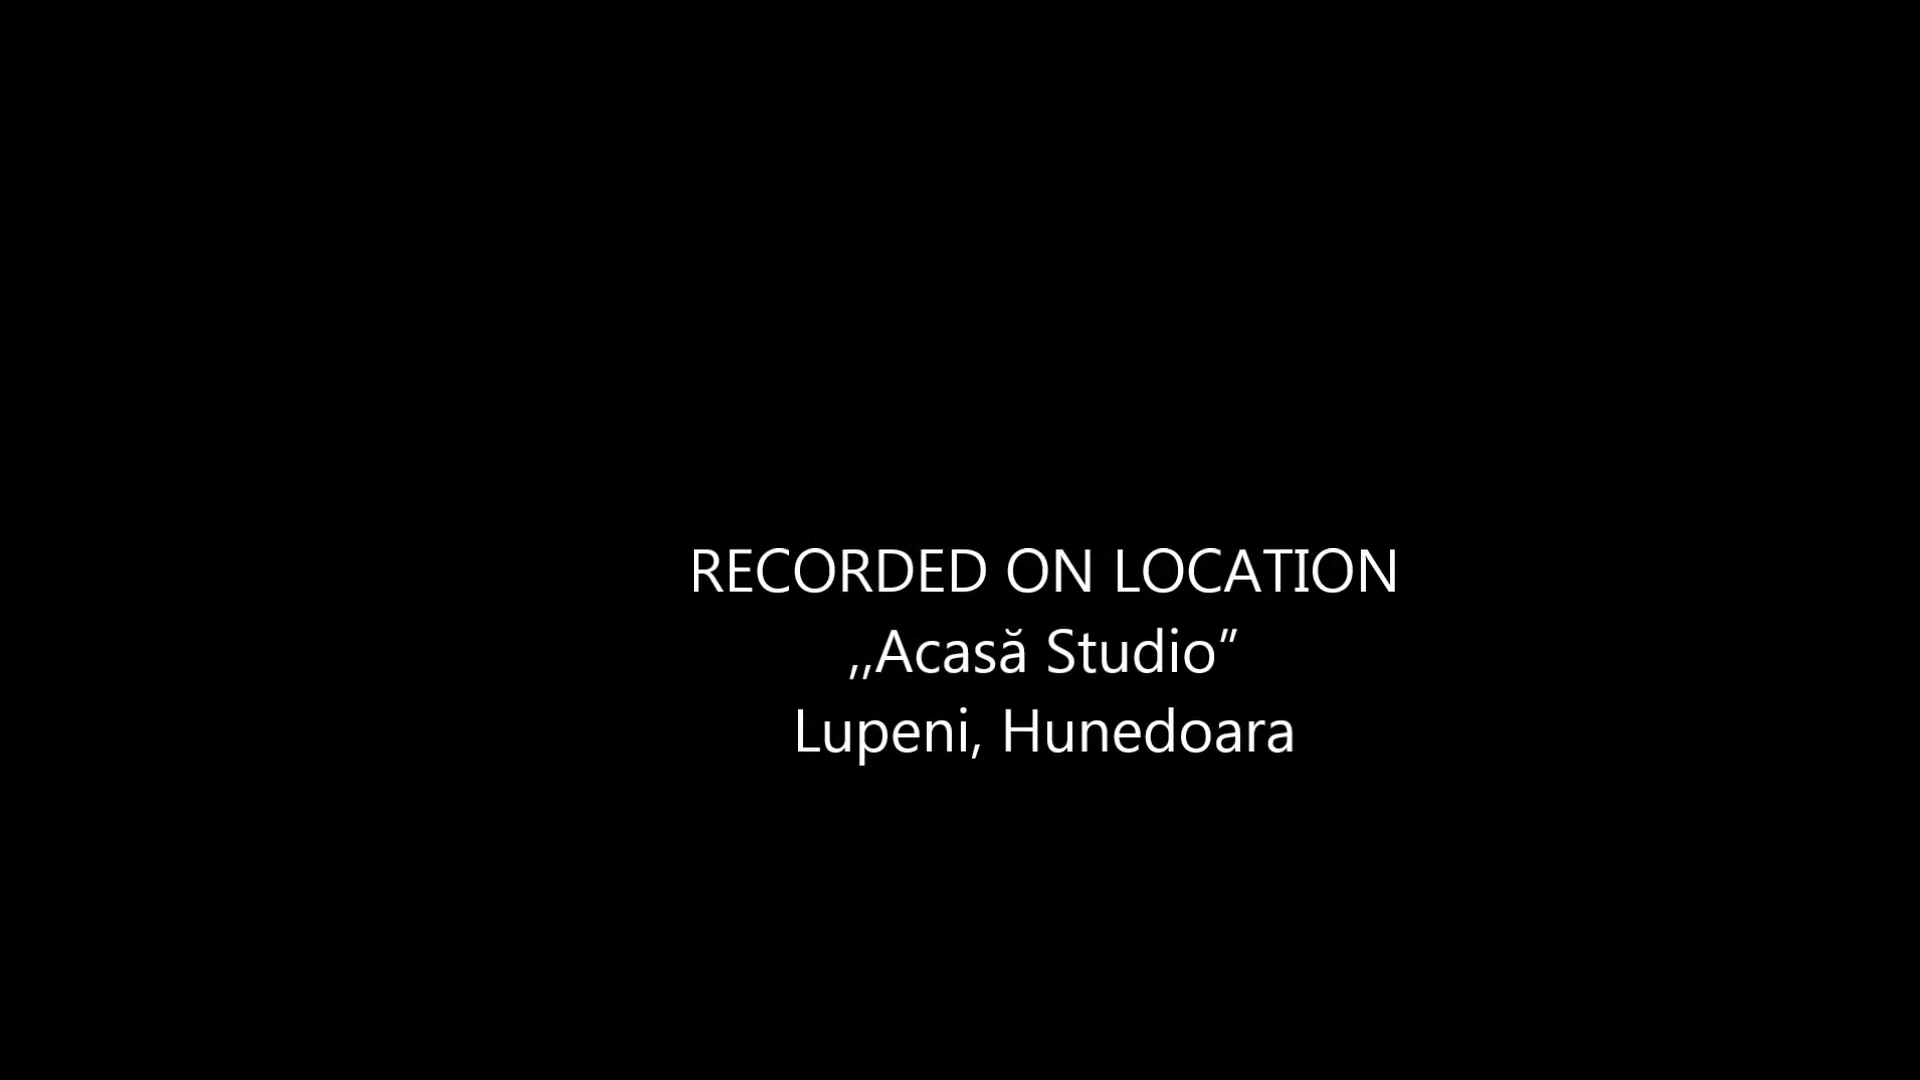 RECORDED ON LOCATION
,,Acasă Studio”
Lupeni, Hunedoara